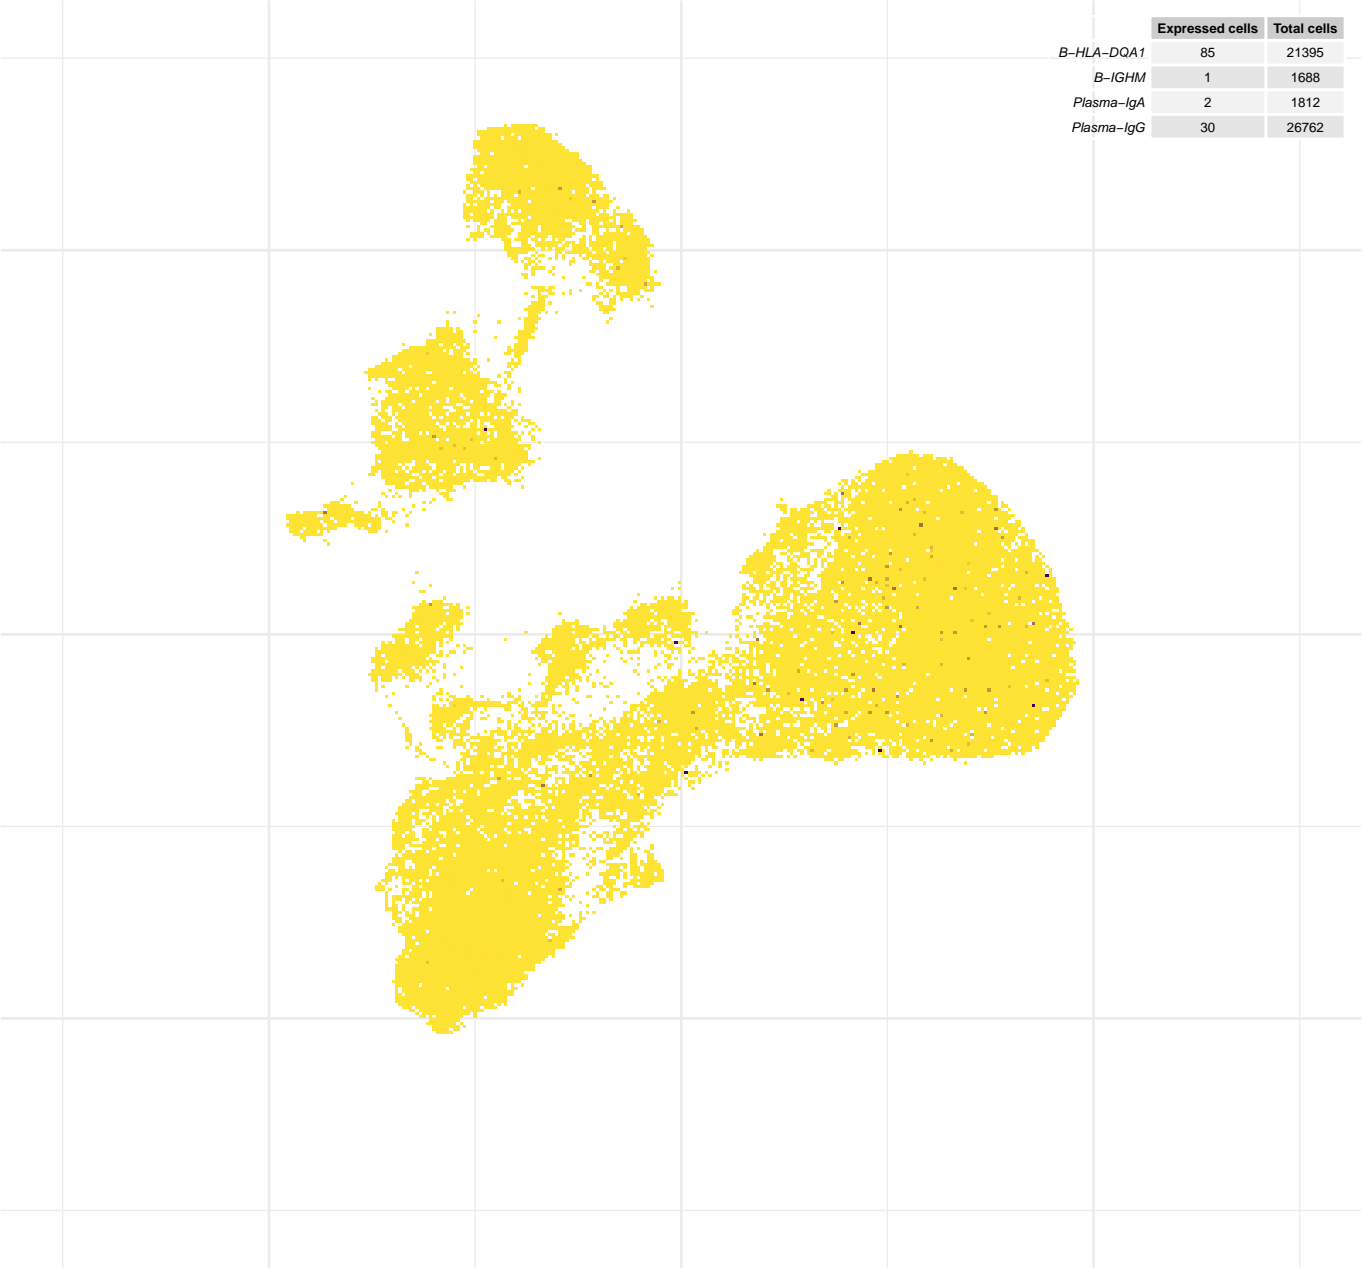 Expressed cells Total cells
B−HLA−DQA1 85 21395
B−IGHM 1 1688
Plasma−IgA 2 1812
Plasma−IgG 30 26762